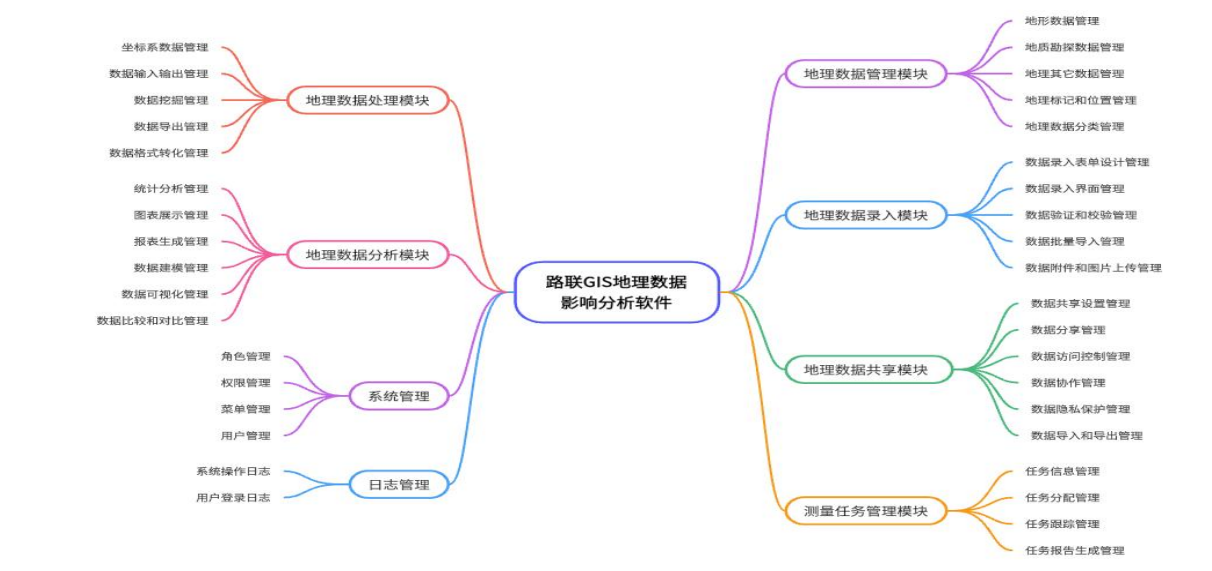 路联GIS地理数据
影响分析软件
地理数据处理模块
坐标系数据管理
数据输入输出管理
数据挖掘管理
数据导出管理
数据格式转化管理
地理数据分析模块
统计分析管理
图表展示管理
报表生成管理
数据建模管理
数据可视化管理
数据比较和对比管理
系统管理
角色管理
权限管理
菜单管理
用户管理
日志管理
系统操作日志
用户登录日志
地理数据管理模块
地形数据管理
地质勘探数据管理
地理其它数据管理
地理标记和位置管理
地理数据分类管理
地理数据录入模块
数据录入表单设计管理
数据录入界面管理
数据验证和校验管理
数据批量导入管理
数据附件和图片上传管理
地理数据共享模块
数据共享设置管理
数据分享管理
数据访问控制管理
数据协作管理
数据隐私保护管理
数据导入和导出管理
测量任务管理模块
任务信息管理
任务分配管理
任务跟踪管理
任务报告生成管理